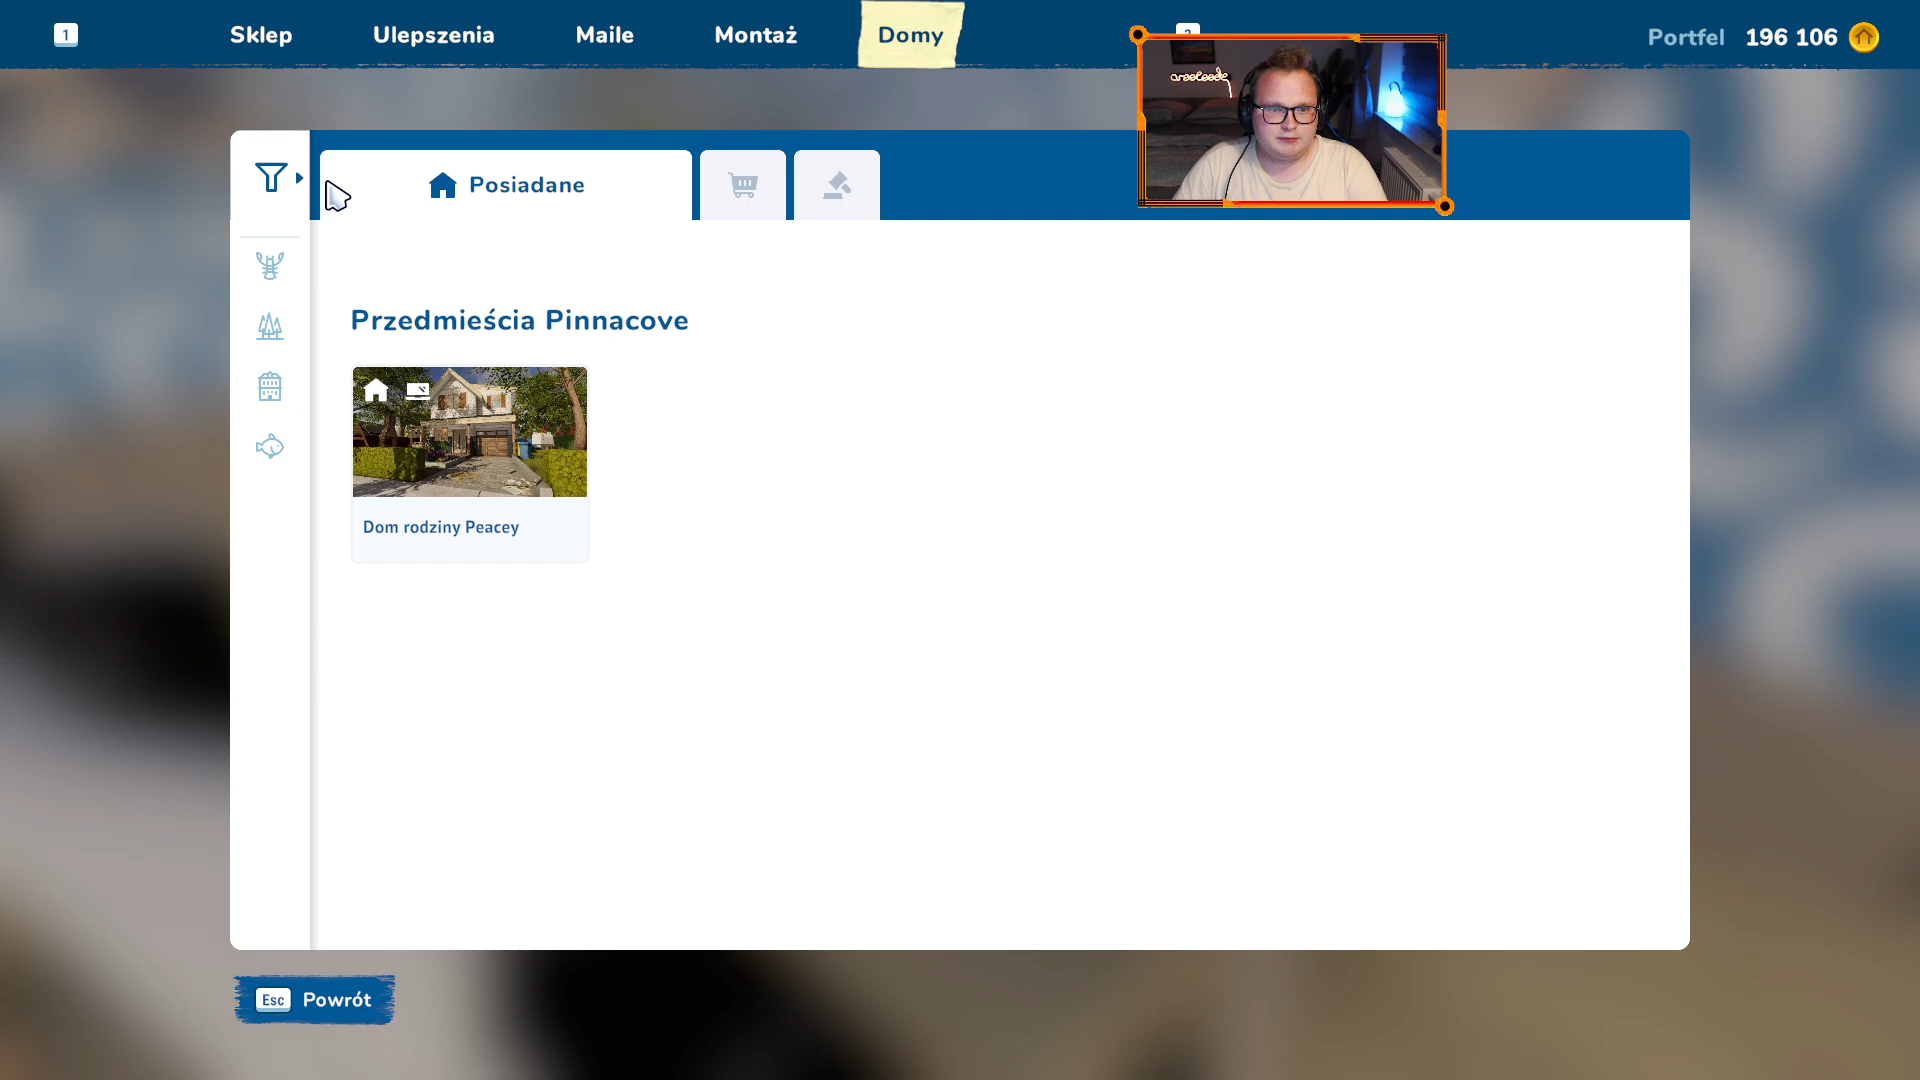 1 Sklep Ulepszenia Maile Montaż Domy Portfel 196 106
Posiadane
Przedmieścia Pinnacove
Dom rodziny Peacey
Esc Powrót